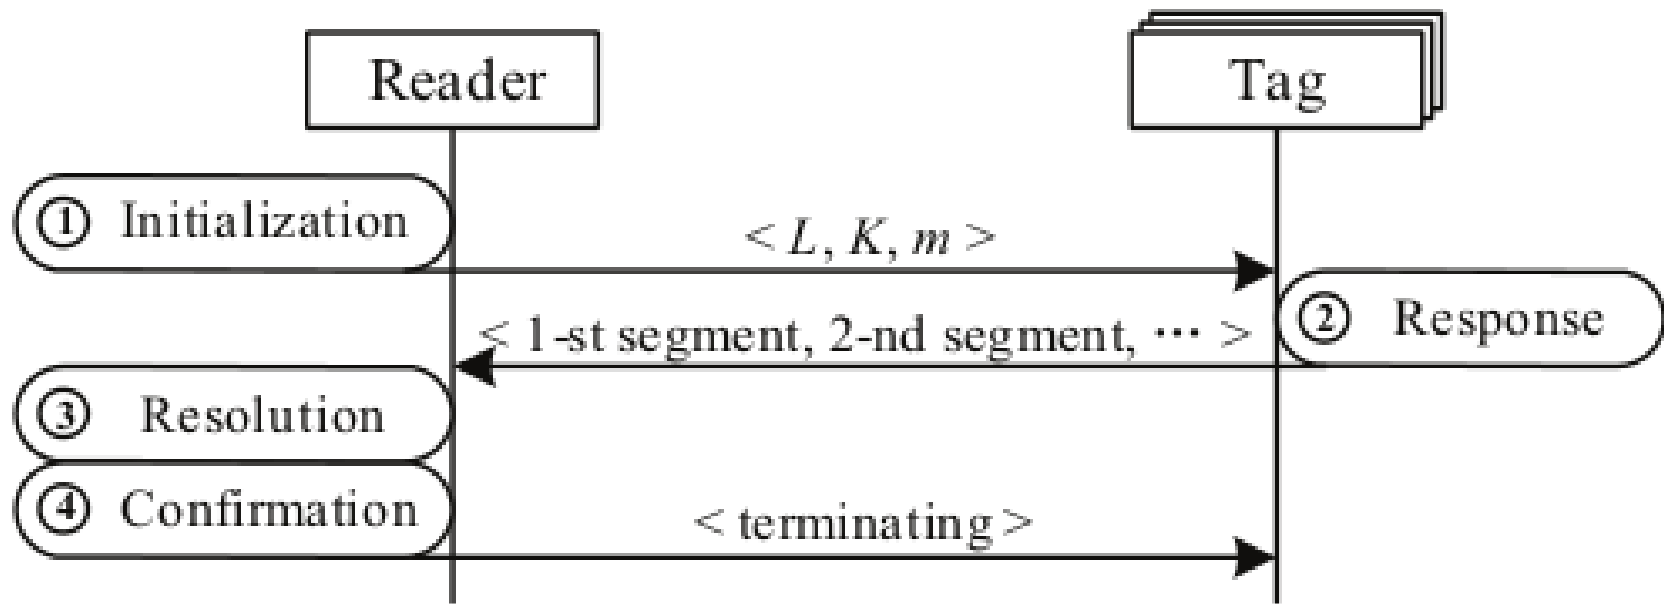 Reader
Tag
① Initialization
< L, K, m >
② Response
< 1-st segment, 2-nd segment, ··· >
③ Resolution
④ Confirmation
< terminating >